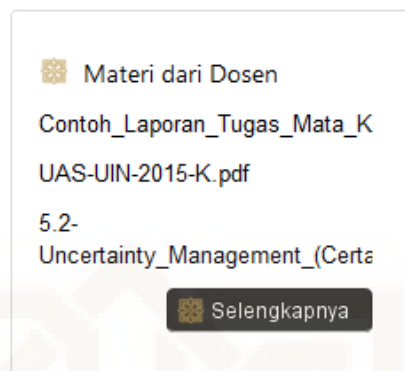 Materi dari Dosen
Contoh_Laporan_Tugas_Mata_K
UAS-UIN-2015-K.pdf
5.2-
Uncertainty_Management_(Certa
Selengkapnya